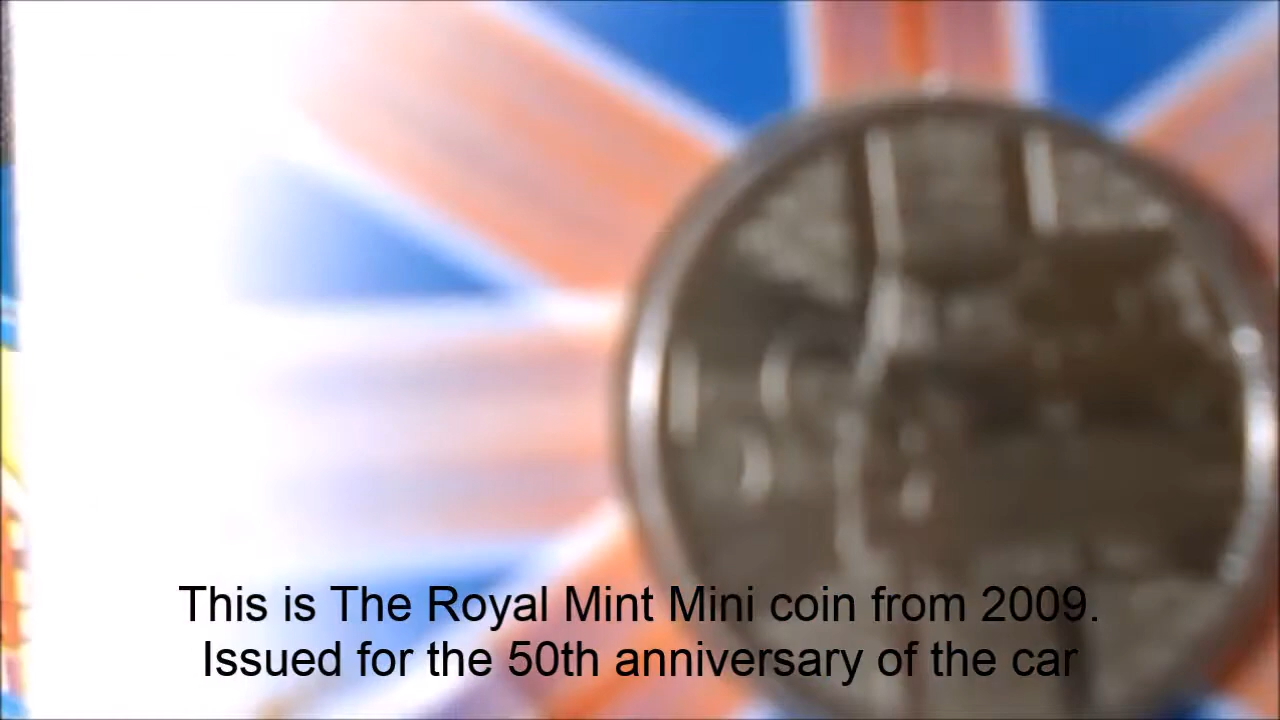 This is The Royal Mint Mini coin from 2009.
Issued for the 50th anniversary of the car